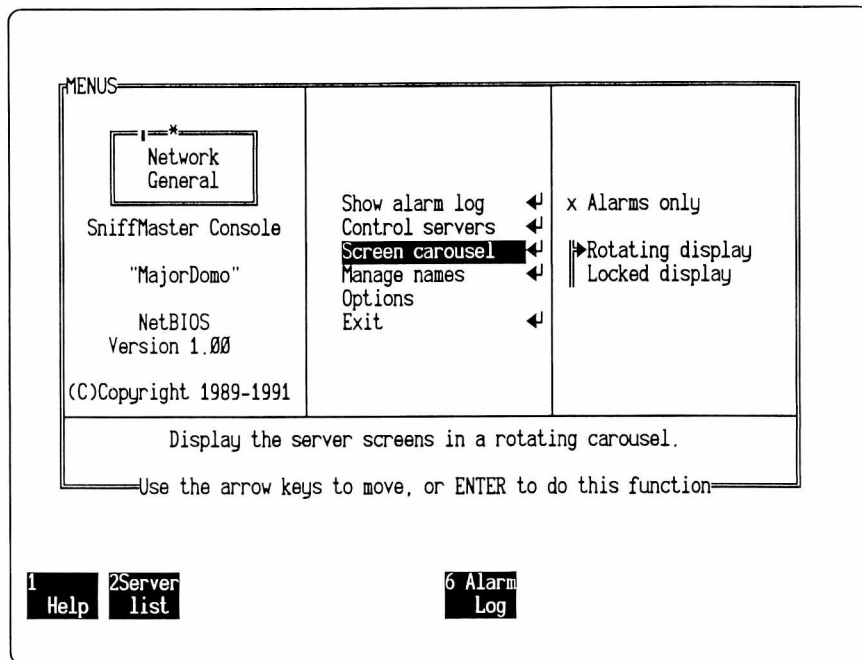 MENUS
Network
General
SniffMaster Console
"MajorDomo"
NetBIOS
Version 1.00
(C)Copyright 1989-1991
Show alarm log
Control servers
Screen carousel
Manage names
Options
Exit
x Alarms only
Rotating display
Locked display
Display the server screens in a rotating carousel.
Use the arrow keys to move, or ENTER to do this function
1 Help
2Server list
6 Alarm Log